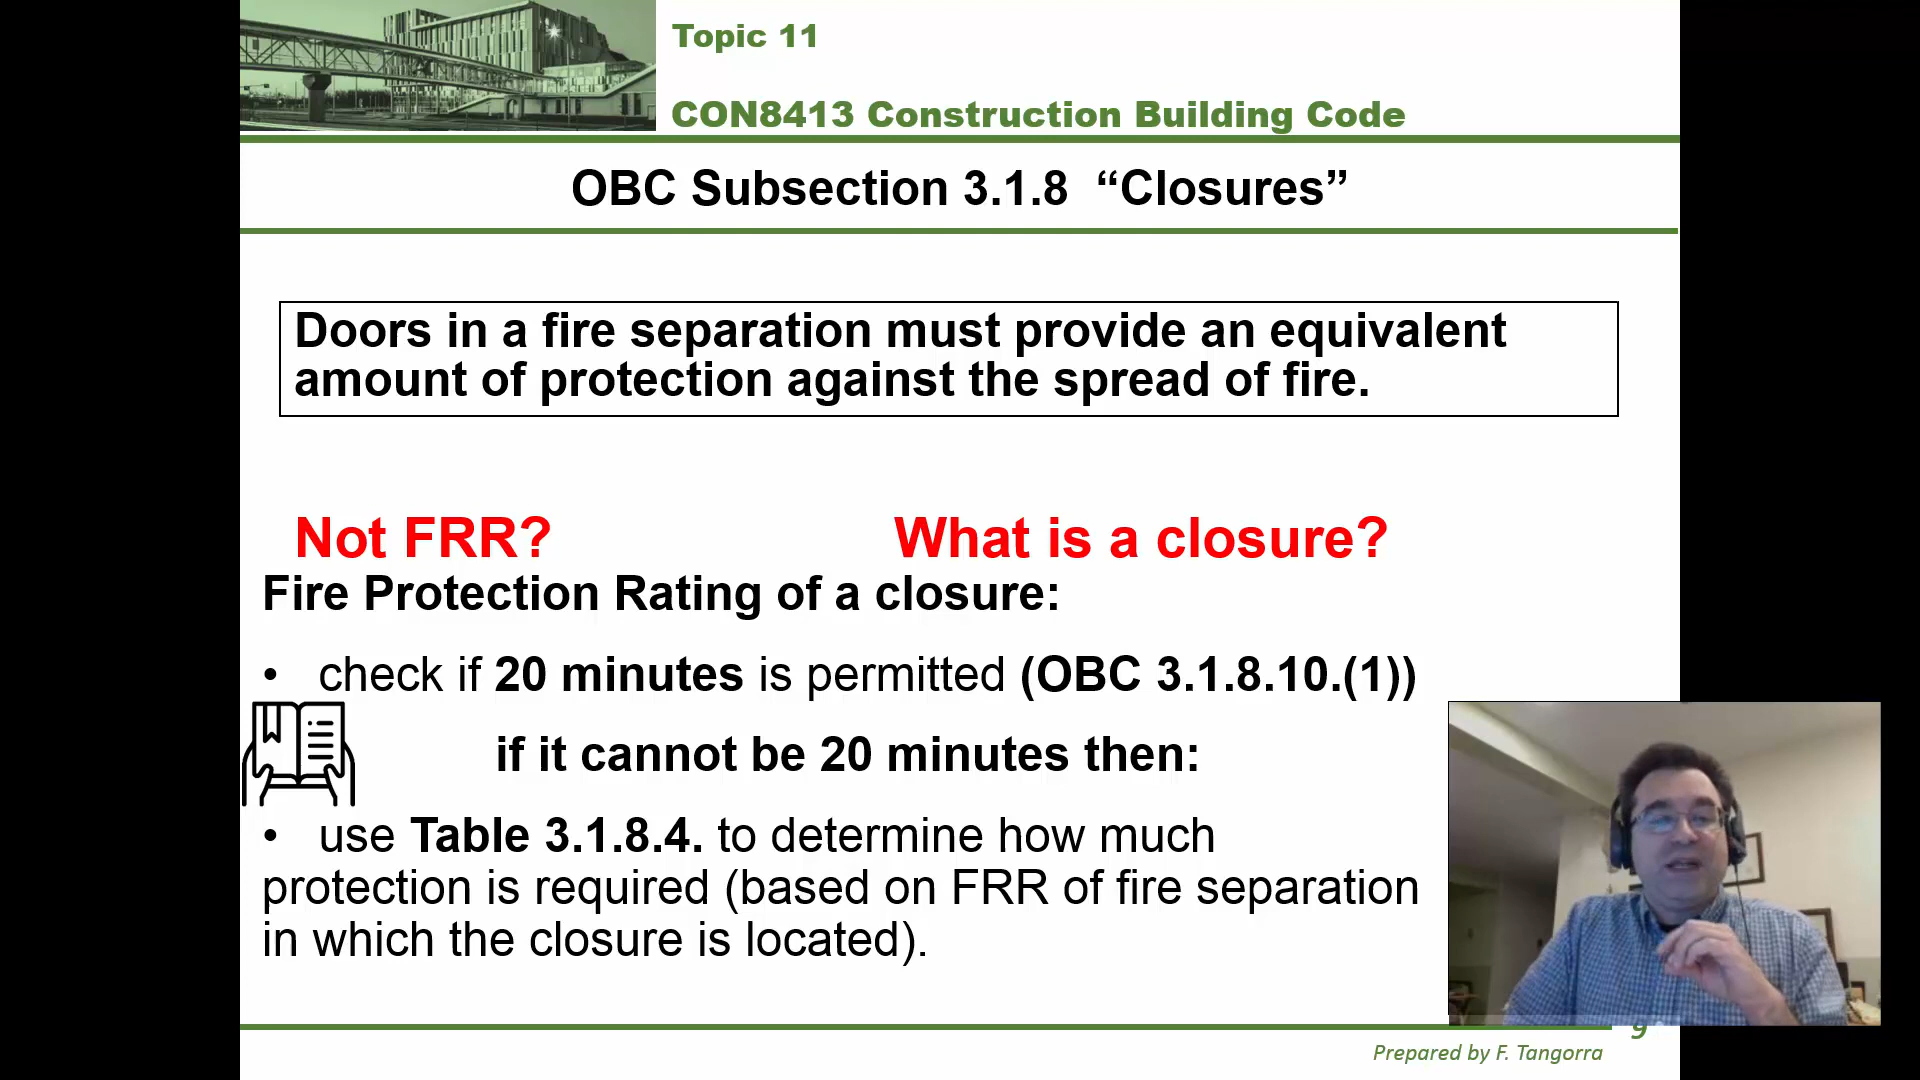 Topic 11
CON8413 Construction Building Code
OBC Subsection 3.1.8 “Closures”
Doors in a fire separation must provide an equivalent
amount of protection against the spread of fire.
Not FRR?
What is a closure?
Fire Protection Rating of a closure:
• check if 20 minutes is permitted (OBC 3.1.8.10.(1))
if it cannot be 20 minutes then:
• use Table 3.1.8.4. to determine how much
protection is required (based on FRR of fire separation
in which the closure is located).
9
Prepared by F. Tangorra